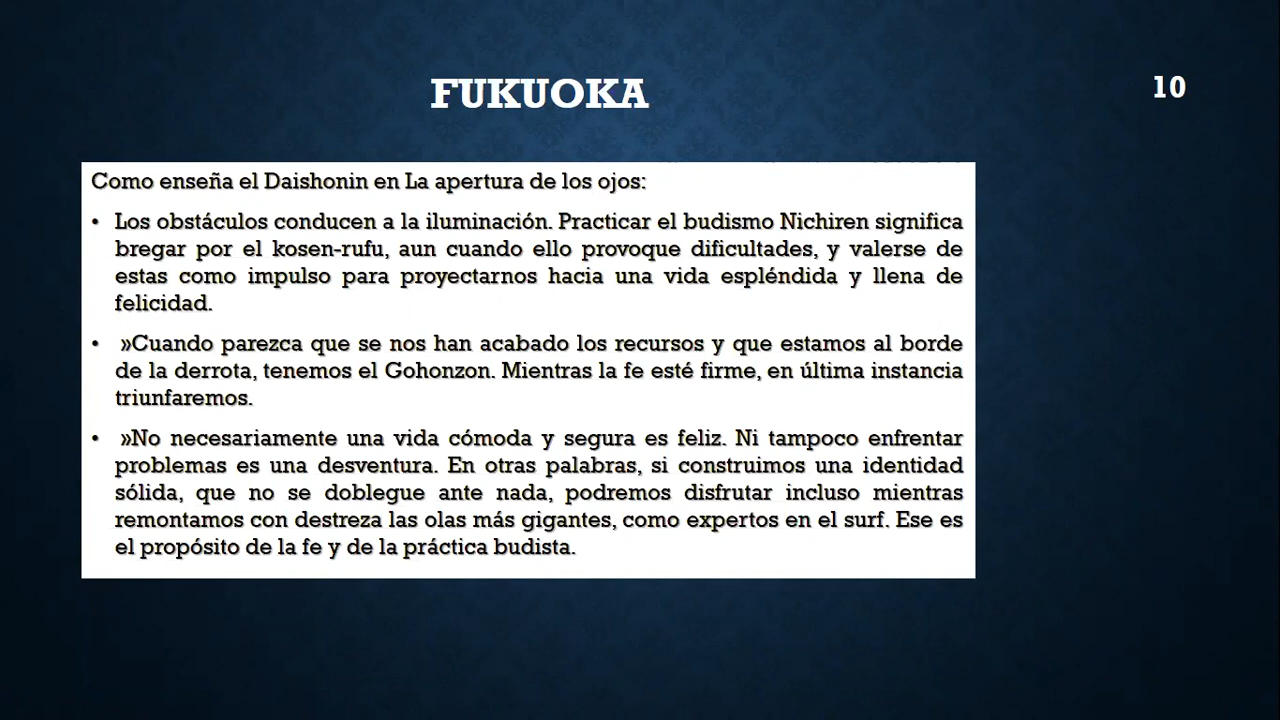 FUKUOKA
10
Como enseña el Daishonin en La apertura de los ojos:
• Los obstáculos conducen a la iluminación. Practicar el budismo Nichiren significa
bregar por el kosen-rufu, aun cuando ello provoque dificultades, y valerse de
estas como impulso para proyectarnos hacia una vida espléndida y llena de
felicidad.
• »Cuando parezca que se nos han acabado los recursos y que estamos al borde
de la derrota, tenemos el Gohonzon. Mientras la fe esté firme, en última instancia
triunfaremos.
• »No necesariamente una vida cómoda y segura es feliz. Ni tampoco enfrentar
problemas es una desventura. En otras palabras, si construimos una identidad
sólida, que no se doblegue ante nada, podremos disfrutar incluso mientras
remontamos con destreza las olas más gigantes, como expertos en el surf. Ese es
el propósito de la fe y de la práctica budista.